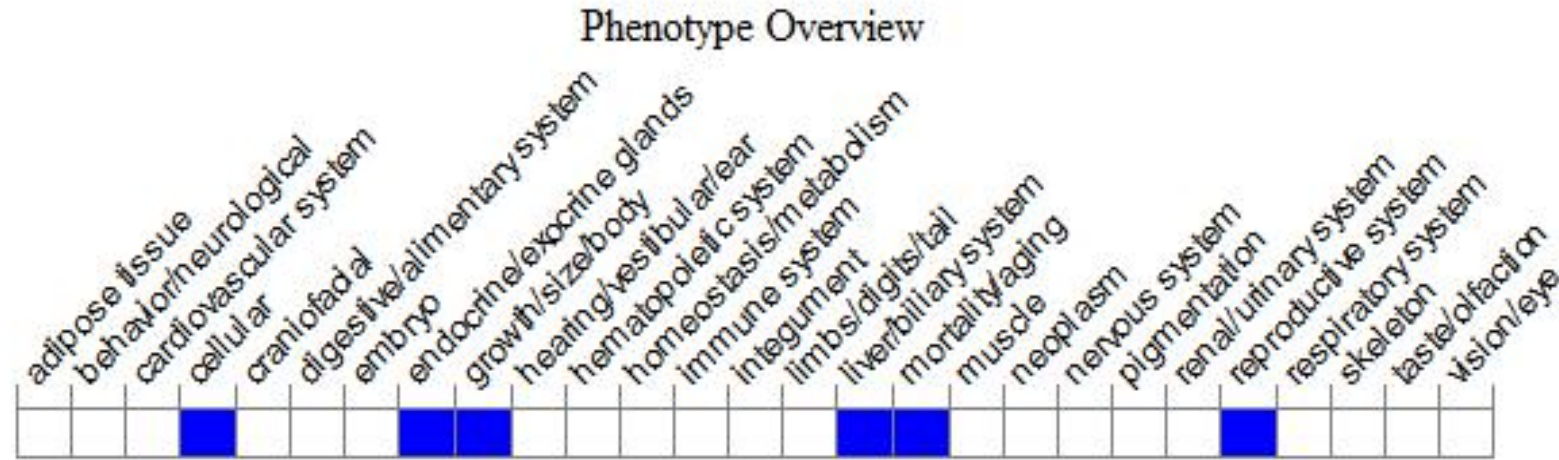 Phenotype Overview
adipose tissue
behavior/neurological
cardiovascular system
cellular
craniofacial
digestive/alimentary system
embryo
endocrine/exocrine glands
growth/size/body
hearing/vestibular/ear
hematopoietic system
homeostasis/metabolism
immune system
integument
limbs/digits/tail
liver/biliary system
mortality/aging
muscle
neoplasm
nervous system
pigmentation
renal/urinary system
reproductive system
respiratory system
skeleton
taste/olfaction
vision/eye